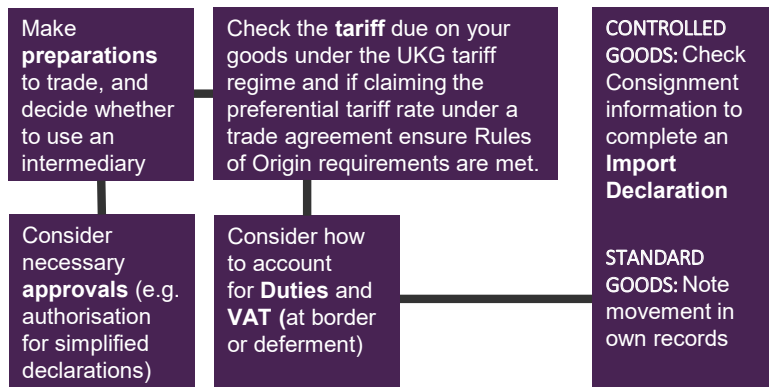 Make
preparations
to trade, and
decide whether
to use an
intermediary
Check the tariff due on your
goods under the UKG tariff
regime and if claiming the
preferential tariff rate under a
trade agreement ensure Rules
of Origin requirements are met.
Consider
necessary
approvals (e.g.
authorisation
for simplified
declarations)
Consider how
to account
for Duties and
VAT (at border
or deferment)
CONTROLLED
GOODS: Check
Consignment
information to
complete an
Import
Declaration
STANDARD
GOODS: Note
movement in
own records